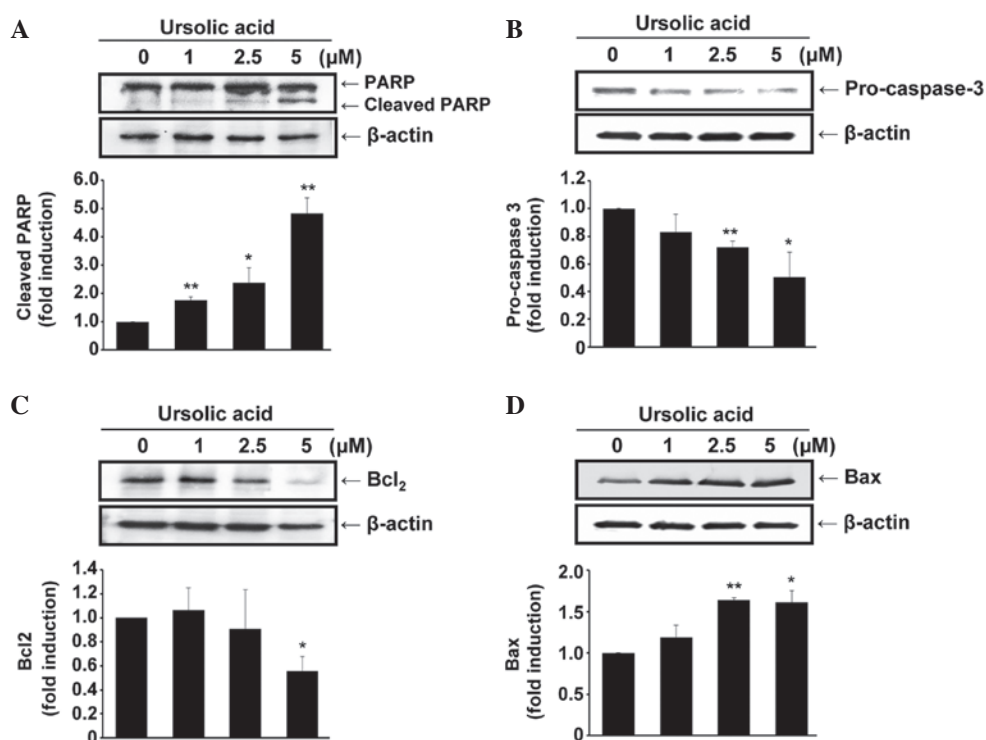 A
Ursolic acid
0 1 2.5 5 (µM)
← PARP
← Cleaved PARP
← β-actin
Cleaved PARP
(fold induction)
6.0
5.0
4.0
3.0
2.0
1.0
0
**
*
**
B
Ursolic acid
0 1 2.5 5 (µM)
← Pro-caspase-3
← β-actin
Pro-caspase 3
(fold induction)
1.2
1.0
0.8
0.6
0.4
0.2
0
**
*
C
Ursolic acid
0 1 2.5 5 (µM)
← Bcl₂
← β-actin
Bcl2
(fold induction)
1.4
1.2
1.0
0.8
0.6
0.4
0.2
0
*
D
Ursolic acid
0 1 2.5 5 (µM)
← Bax
← β-actin
Bax
(fold induction)
2.0
1.5
1.0
0.5
0
**
*